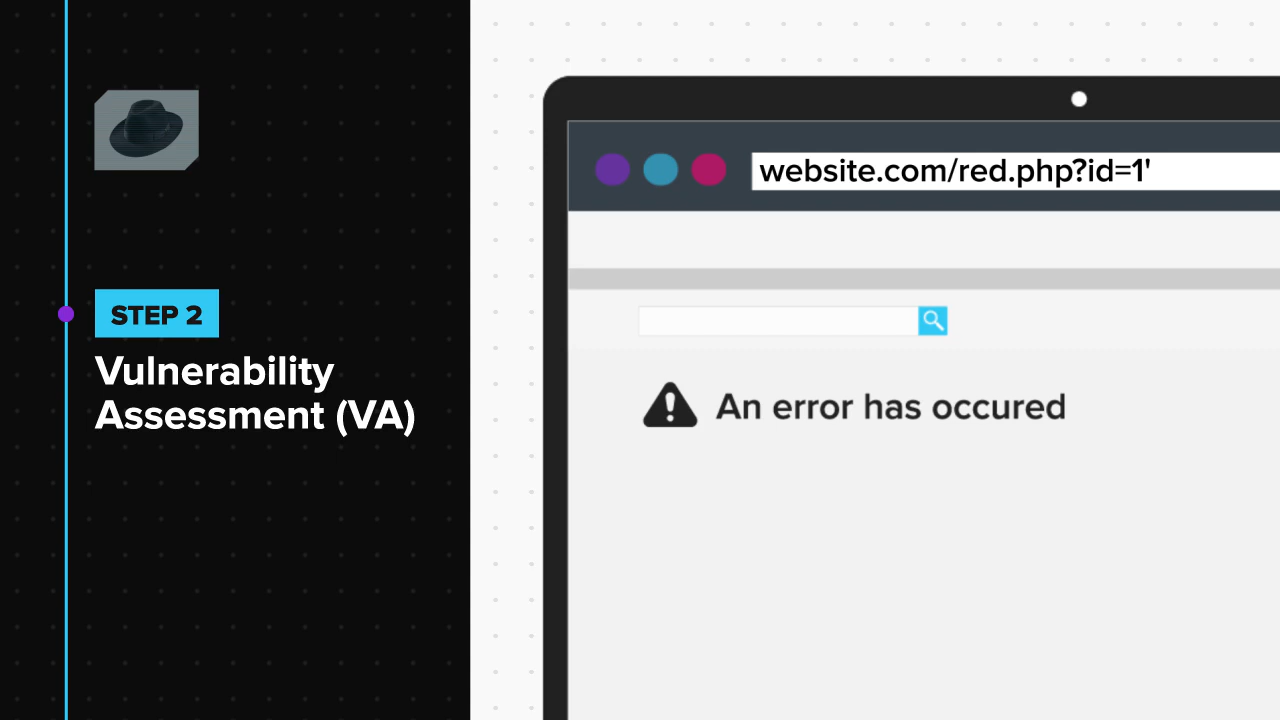 STEP 2
Vulnerability
Assessment (VA)
website.com/red.php?id=1'
An error has occured